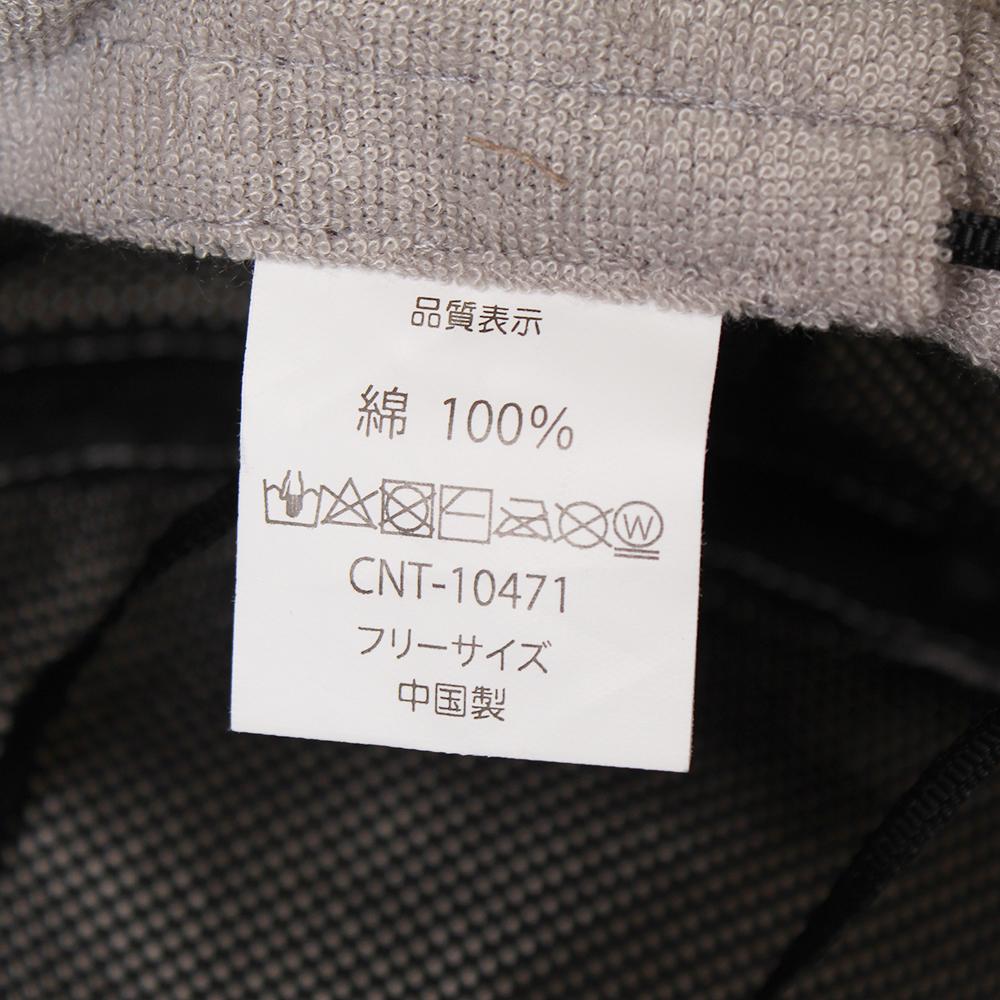 品質表示
綿 100%
W
CNT-10471
フリーサイズ
中国製